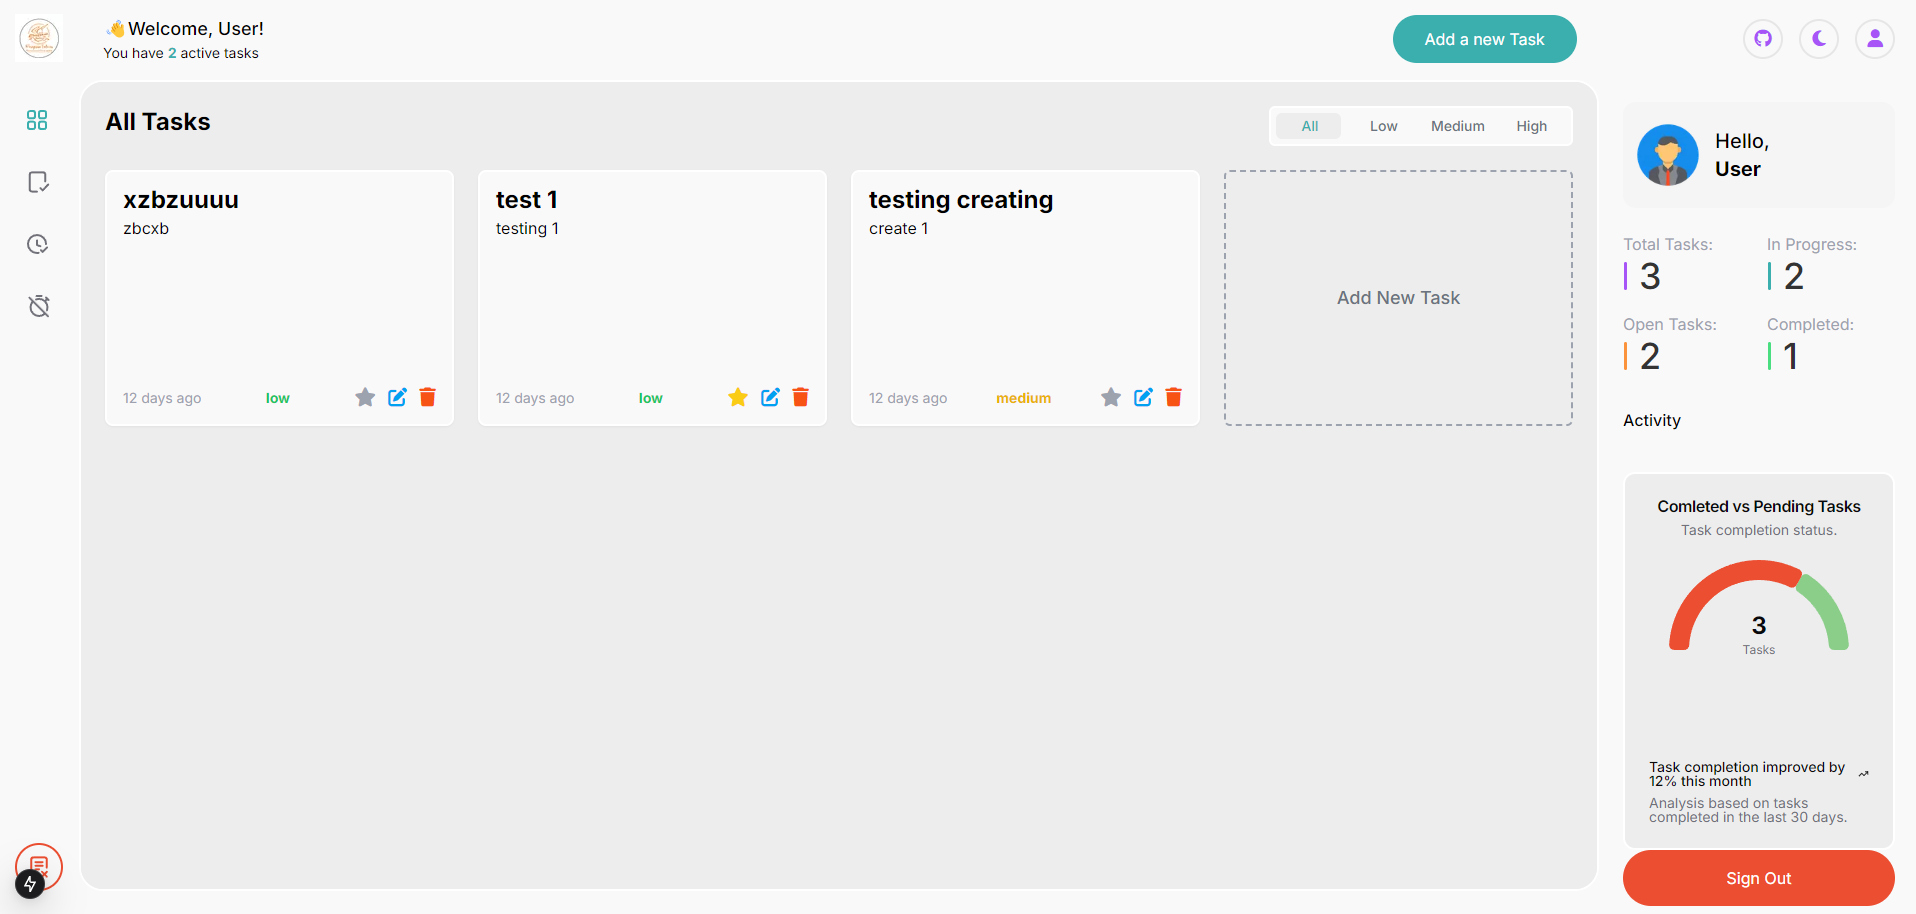 👋Welcome, User!
You have 2 active tasks
Add a new Task
All Tasks
All Low Medium High
xzbzuuuu
zbcxb
12 days ago low
test 1
testing 1
12 days ago low
testing creating
create 1
12 days ago medium
Add New Task
Hello,
User
Total Tasks:
3
In Progress:
2
Open Tasks:
2
Completed:
1
Activity
Comleted vs Pending Tasks
Task completion status.
3
Tasks
Task completion improved by
12% this month
Analysis based on tasks
completed in the last 30 days.
Sign Out